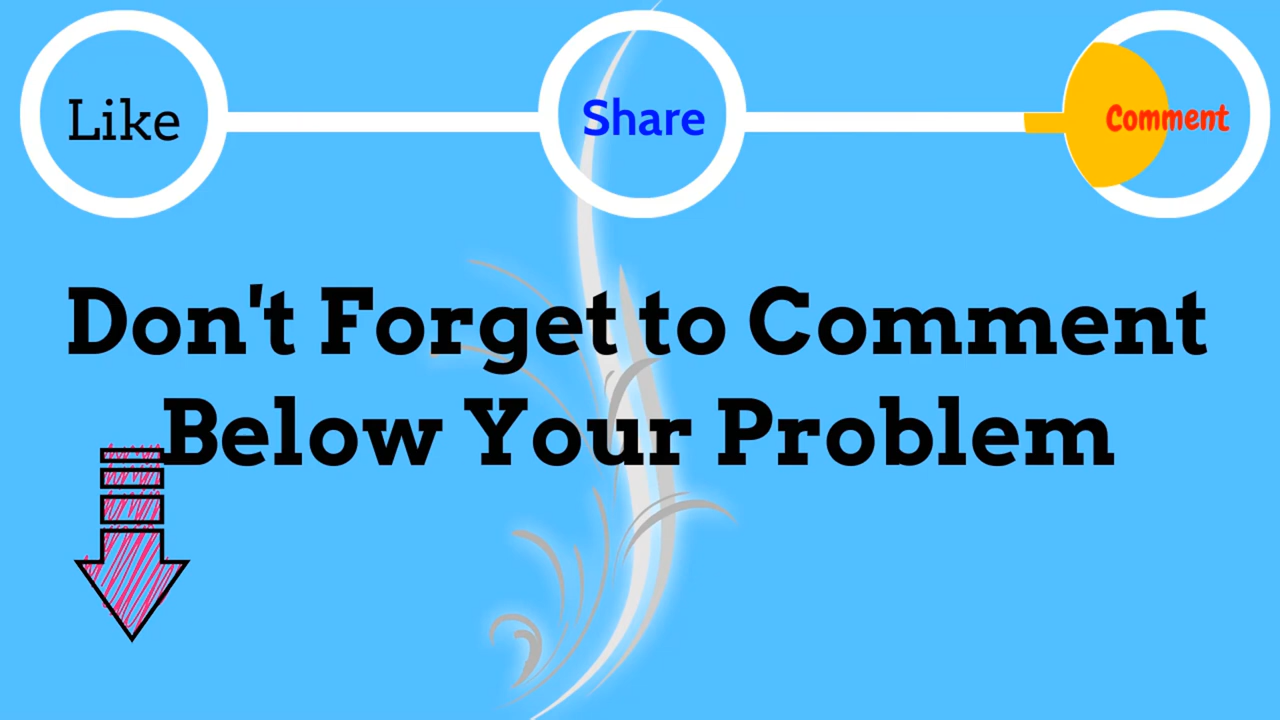 Like
Share
Comment
Don't Forget to Comment
Below Your Problem